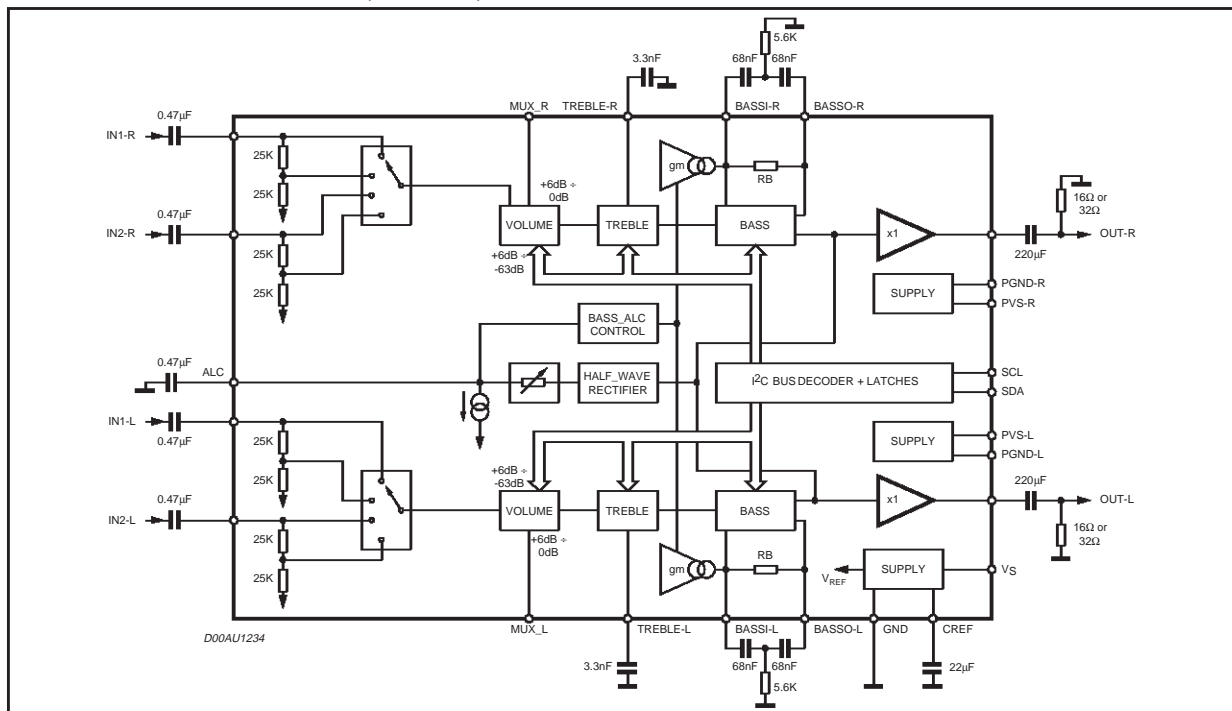 5.6K
68nF 68nF
3.3nF
MUX_R TREBLE-R BASSI-R BASSO-R
0.47µF
IN1-R
25K
25K
gm
RB
+6dB ÷
0dB
VOLUME
TREBLE
BASS
x1
16Ω or
32Ω
OUT-R
220µF
0.47µF
IN2-R
25K
25K
+6dB ÷
-63dB
SUPPLY
PGND-R
PVS-R
BASS_ALC
CONTROL
0.47µF
ALC
HALF_WAVE
RECTIFIER
I2C BUS DECODER + LATCHES
SCL
SDA
IN1-L
0.47µF
25K
25K
SUPPLY
PVS-L
PGND-L
+6dB ÷
-63dB
0.47µF
IN2-L
25K
25K
VOLUME
TREBLE
BASS
x1
220µF
OUT-L
16Ω or
32Ω
+6dB ÷
0dB
gm
RB
VREF
SUPPLY
VS
D00AU1234
MUX_L TREBLE-L BASSI-L BASSO-L GND CREF
3.3nF
68nF 68nF
5.6K
22µF